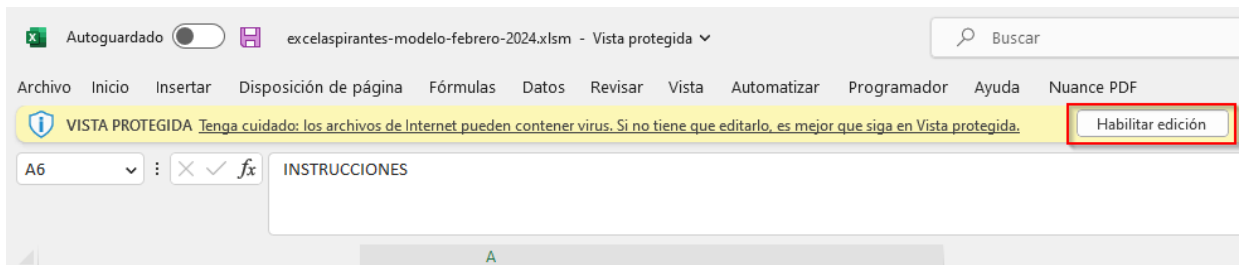 Autoguardado excelaspirantes-modelo-febrero-2024.xlsm - Vista protegida Buscar
Archivo Inicio Insertar Disposición de página Fórmulas Datos Revisar Vista Automatizar Programador Ayuda Nuance PDF
VISTA PROTEGIDA Tenga cuidado: los archivos de Internet pueden contener virus. Si no tiene que editarlo, es mejor que siga en Vista protegida. Habilitar edición
A6 fx INSTRUCCIONES
A